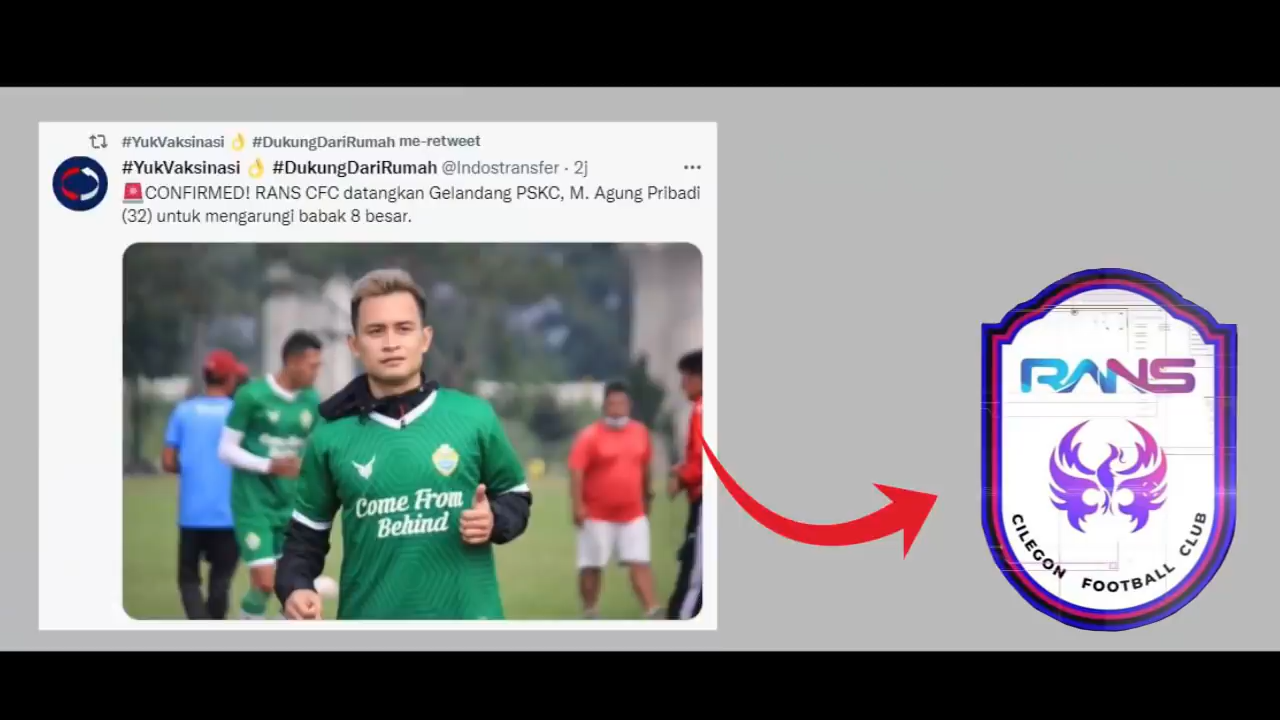 #YukVaksinasi 👌 #DukungDariRumah me-retweet
#YukVaksinasi 👌 #DukungDariRumah @Indostransfer · 2j
🚨CONFIRMED! RANS CFC datangkan Gelandang PSKC, M. Agung Pribadi
(32) untuk mengarungi babak 8 besar.
Come From
Behind
RANS
CILEGON FOOTBALL CLUB